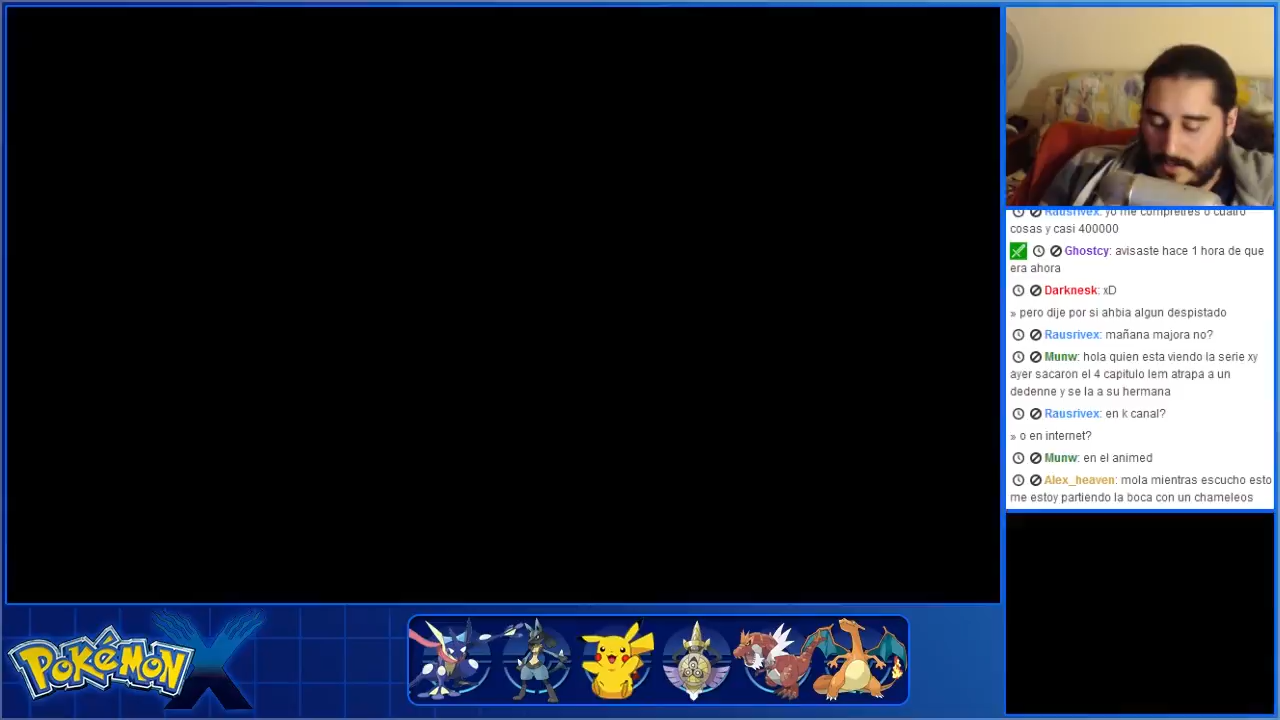 Rausrivex: yo me compretres o cuatro
cosas y casi 400000
Ghostcy: avisaste hace 1 hora de que
era ahora
Darknesk: xD
» pero dije por si ahbia algun despistado
Rausrivex: mañana majora no?
Munw: hola quien esta viendo la serie xy
ayer sacaron el 4 capitulo lem atrapa a un
dedenne y se la a su hermana
Rausrivex: en k canal?
» o en internet?
Munw: en el animed
Alex_heaven: mola mientras escucho esto
me estoy partiendo la boca con un chameleos
POKéMON X